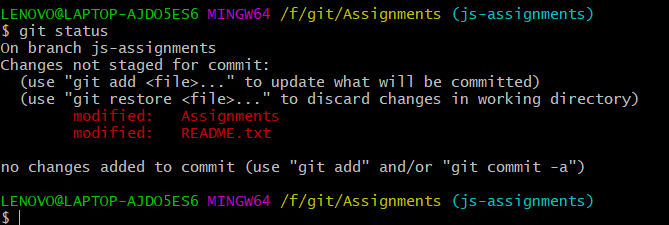 LENOVO@LAPTOP-AJDO5ES6 MINGW64 /f/git/Assignments (js-assignments)
$ git status
On branch js-assignments
Changes not staged for commit:
  (use "git add <file>..." to update what will be committed)
  (use "git restore <file>..." to discard changes in working directory)
        modified:   Assignments
        modified:   README.txt

no changes added to commit (use "git add" and/or "git commit -a")

LENOVO@LAPTOP-AJDO5ES6 MINGW64 /f/git/Assignments (js-assignments)
$